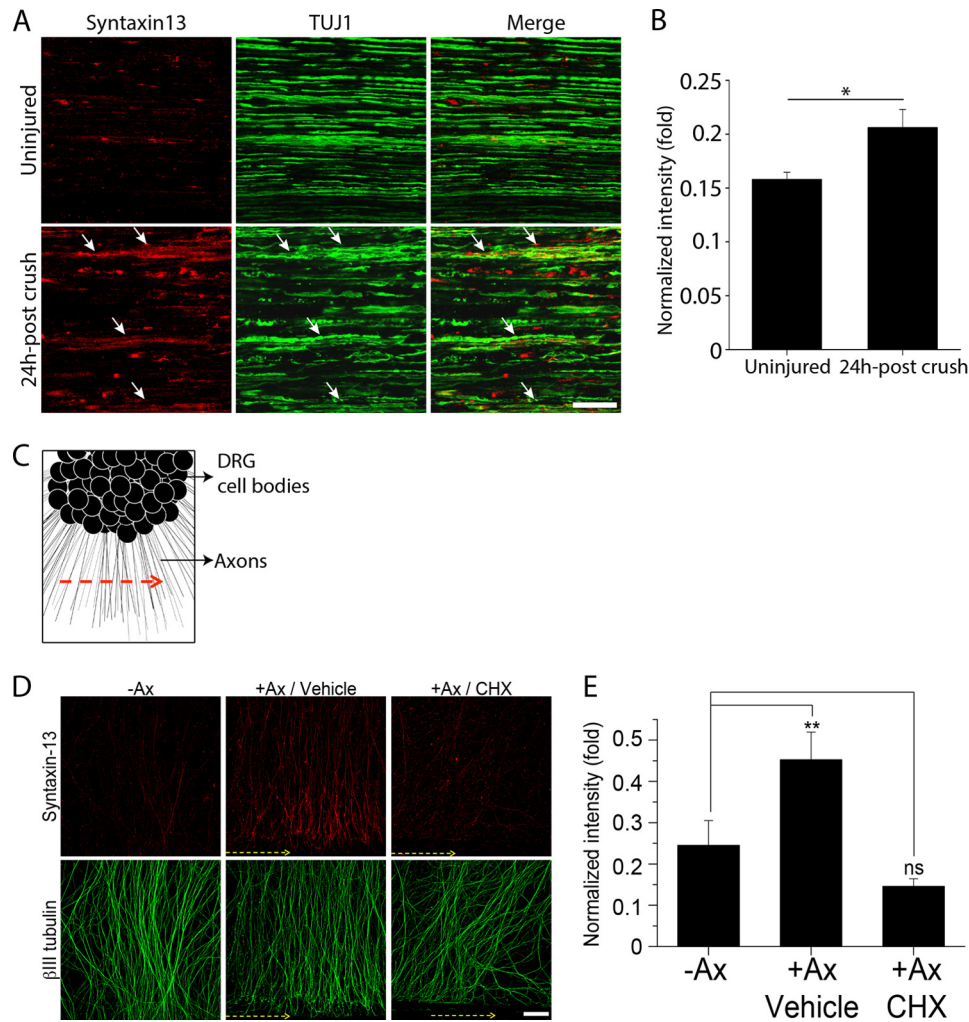 A
Syntaxin13
TUJ1
Merge
Uninjured
24h-post crush
B
Normalized intensity (fold)
0.25
0.2
0.15
0.1
0.05
0
*
Uninjured
24h-post crush
C
DRG
cell bodies
Axons
D
-Ax
+Ax / Vehicle
+Ax / CHX
Syntaxin-13
βIII tubulin
E
Normalized intensity (fold)
0.5
0.4
0.3
0.2
0.1
0
**
ns
-Ax
+Ax
Vehicle
+Ax
CHX